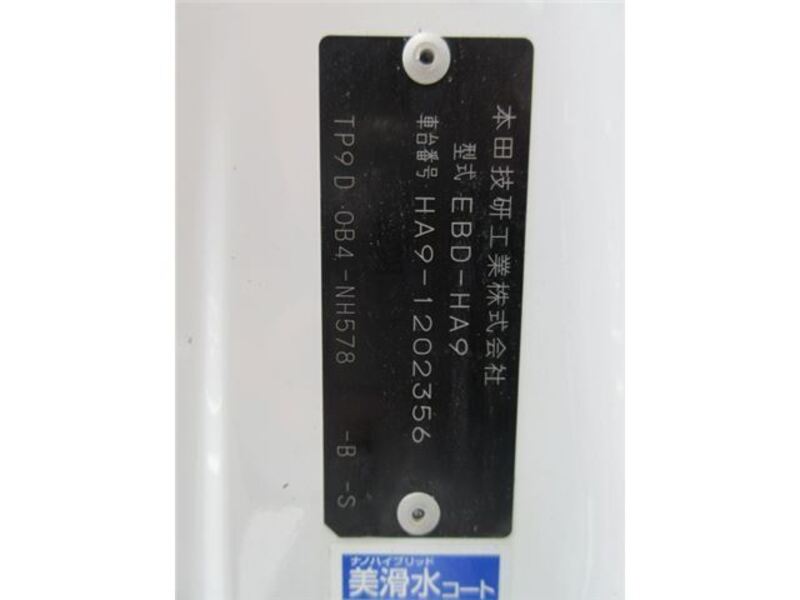 本田技研工業株式会社
型式 EBD-HA9
車台番号 HA9-1202356
TP9D 0B4,-NH578 -B -S
ナノハイブリッド
美滑水コート